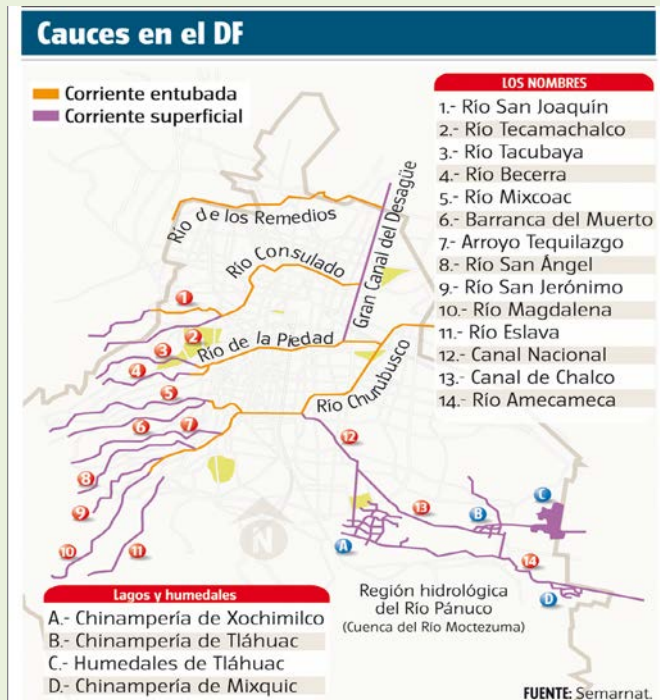 Cauces en el DF
Corriente entubada
Corriente superficial
LOS NOMBRES
1.- Río San Joaquín
2.- Río Tecamachalco
3.- Río Tacubaya
4.- Río Becerra
5.- Río Mixcoac
6.- Barranca del Muerto
7.- Arroyo Tequilazgo
8.- Río San Ángel
9.- Río San Jerónimo
10.- Río Magdalena
11.- Río Eslava
12.- Canal Nacional
13.- Canal de Chalco
14.- Río Amecameca
Río de los Remedios
Río Consulado
Gran Canal del Desagüe
Río de la Piedad
Río Churubusco
1
2
3
4
5
6
7
8
9
10
11
12
13
14
A
B
C
D
N
Región hidrológica
del Río Pánuco
(Cuenca del Río Moctezuma)
Lagos y humedales
A.- Chinampería de Xochimilco
B.- Chinampería de Tláhuac
C.- Humedales de Tláhuac
D.- Chinampería de Mixquic
FUENTE: Semarnat.